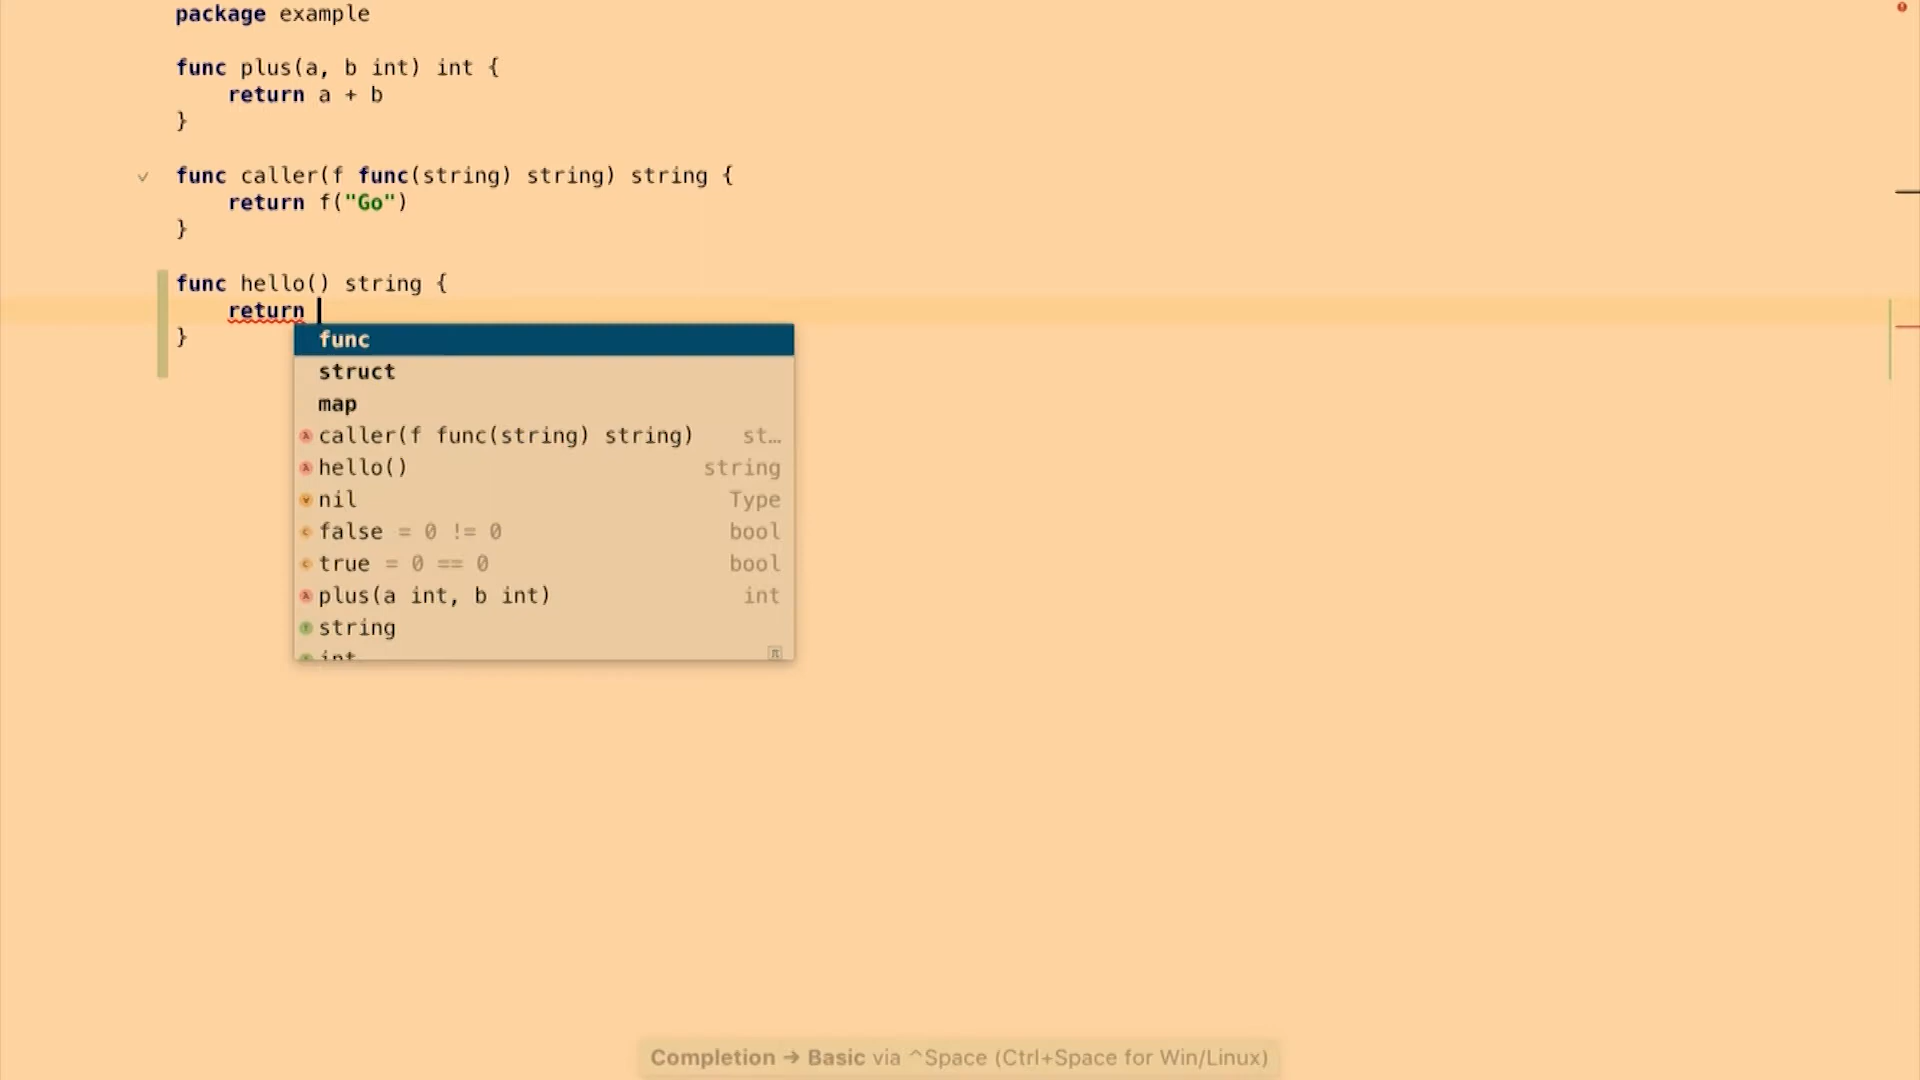 package example
func plus(a, b int) int {
return a + b
}
func caller(f func(string) string) string {
return f("Go")
}
func hello() string {
return
}
func
struct
map
caller(f func(string) string) st…
hello() string
nil Type
false = 0 != 0 bool
true = 0 == 0 bool
plus(a int, b int) int
string
int
Completion → Basic via ^Space (Ctrl+Space for Win/Linux)